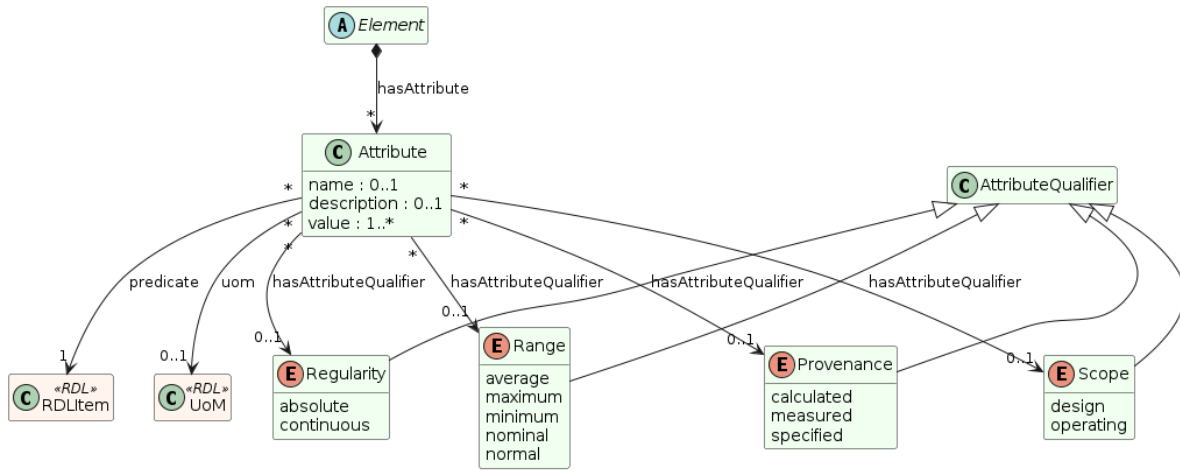 A Element
hasAttribute
*
C Attribute
name : 0..1
description : 0..1
value : 1..*
C AttributeQualifier
*
*
*
*
*
*
predicate
uom
hasAttributeQualifier
hasAttributeQualifier
hasAttributeQualifier
hasAttributeQualifier
1
0..1
0..1
0..1
0..1
0..1
C «RDL»
RDLItem
C «RDL»
UoM
E Regularity
absolute
continuous
E Range
average
maximum
minimum
nominal
normal
E Provenance
calculated
measured
specified
E Scope
design
operating